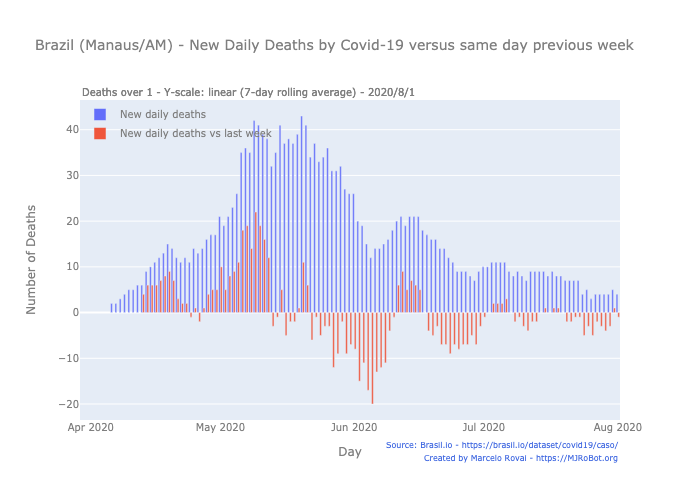 Brazil (Manaus/AM) - New Daily Deaths by Covid-19 versus same day previous week
Deaths over 1 - Y-scale: linear (7-day rolling average) - 2020/8/1
New daily deaths
New daily deaths vs last week
Number of Deaths
40
30
20
10
0
−10
−20
Apr 2020
May 2020
Jun 2020
Jul 2020
Aug 2020
Day
Source: Brasil.io - https://brasil.io/dataset/covid19/caso/
Created by Marcelo Rovai - https://MJRoBot.org